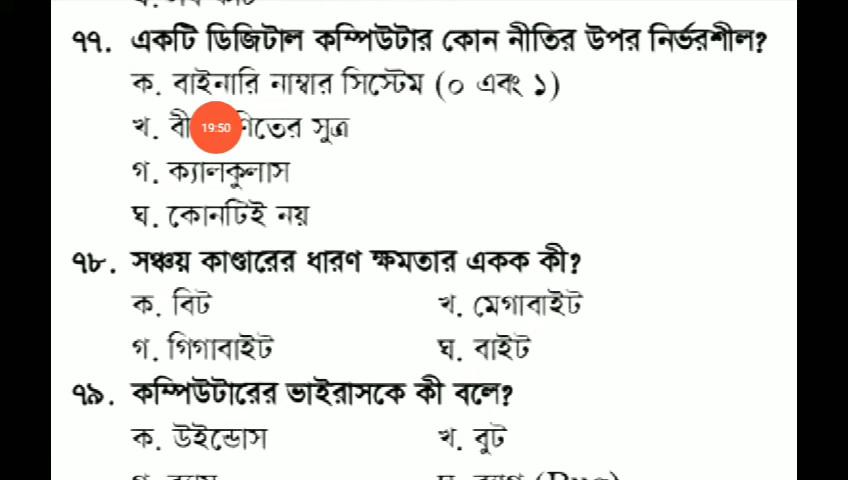 ৭৭. একটি ডিজিটাল কম্পিউটার কোন নীতির উপর নির্ভরশীল?
ক. বাইনারি নাম্বার সিস্টেম (০ এবং ১)
খ. 19:50 সুত্র
গ. ক্যালকুলাস
ঘ. কোনটিই নয়
৭৮. সঞ্চয় কাণ্ডারের ধারণ ক্ষমতার একক কী?
ক. বিট খ. মেগাবাইট
গ. গিগাবাইট ঘ. বাইট
৭৯. কম্পিউটারের ভাইরাসকে কী বলে?
ক. উইন্ডোস খ. বুট